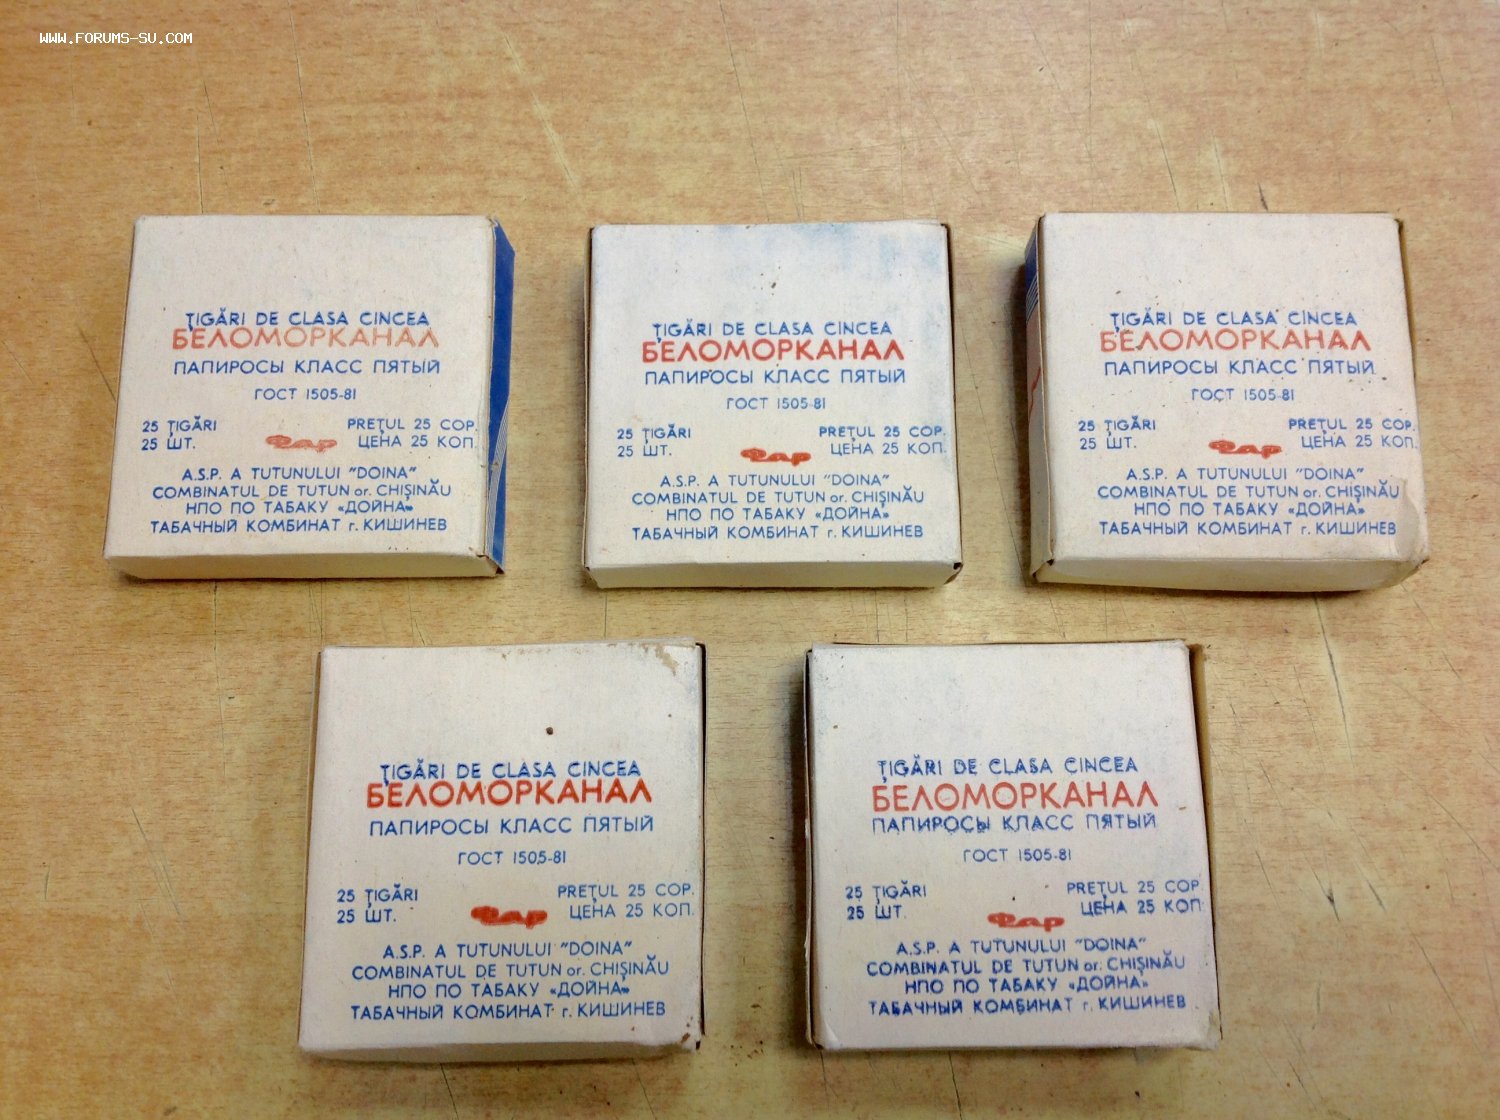 WWW.FORUMS-SU.COM
ȚIGĂRI DE CLASA CINCEA
БЕЛОМОРКАНАЛ
ПАПИРОСЫ КЛАСС ПЯТЫЙ
ГОСТ 1505-81
25 ȚIGĂRI PREȚUL 25 COP.
25 ШТ. ЦЕНА 25 КОП.
A.S.P. A TUTUNULUI "DOINA"
COMBINATUL DE TUTUN or. CHIȘINĂU
НПО ПО ТАБАКУ «ДОЙНА»
ТАБАЧНЫЙ КОМБИНАТ г. КИШИНЕВ
ȚIGĂRI DE CLASA CINCEA
БЕЛОМОРКАНАЛ
ПАПИРОСЫ КЛАСС ПЯТЫЙ
ГОСТ 1505-81
25 ȚIGĂRI PREȚUL 25 COP.
25 ШТ. ЦЕНА 25 КОП.
A.S.P. A TUTUNULUI "DOINA"
COMBINATUL DE TUTUN or. CHIȘINĂU
НПО ПО ТАБАКУ «ДОЙНА»
ТАБАЧНЫЙ КОМБИНАТ г. КИШИНЕВ
ȚIGĂRI DE CLASA CINCEA
БЕЛОМОРКАНАЛ
ПАПИРОСЫ КЛАСС ПЯТЫЙ
ГОСТ 1505-81
25 ȚIGĂRI PREȚUL 25 COP.
25 ШТ. ЦЕНА 25 КОП.
A.S.P. A TUTUNULUI "DOINA"
COMBINATUL DE TUTUN or. CHIȘINĂU
НПО ПО ТАБАКУ «ДОЙНА»
ТАБАЧНЫЙ КОМБИНАТ г. КИШИНЕВ
ȚIGĂRI DE CLASA CINCEA
БЕЛОМОРКАНАЛ
ПАПИРОСЫ КЛАСС ПЯТЫЙ
ГОСТ 1505-81
25 ȚIGĂRI PREȚUL 25 COP.
25 ШТ. ЦЕНА 25 КОП.
A.S.P. A TUTUNULUI "DOINA"
COMBINATUL DE TUTUN or. CHIȘINĂU
НПО ПО ТАБАКУ «ДОЙНА»
ТАБАЧНЫЙ КОМБИНАТ г. КИШИНЕВ
ȚIGĂRI DE CLASA CINCEA
БЕЛОМОРКАНАЛ
ПАПИРОСЫ КЛАСС ПЯТЫЙ
ГОСТ 1505-81
25 ȚIGĂRI PREȚUL 25 COP.
25 ШТ. ЦЕНА 25 КОП.
A.S.P. A TUTUNULUI "DOINA"
COMBINATUL DE TUTUN or. CHIȘINĂU
НПО ПО ТАБАКУ «ДОЙНА»
ТАБАЧНЫЙ КОМБИНАТ г. КИШИНЕВ